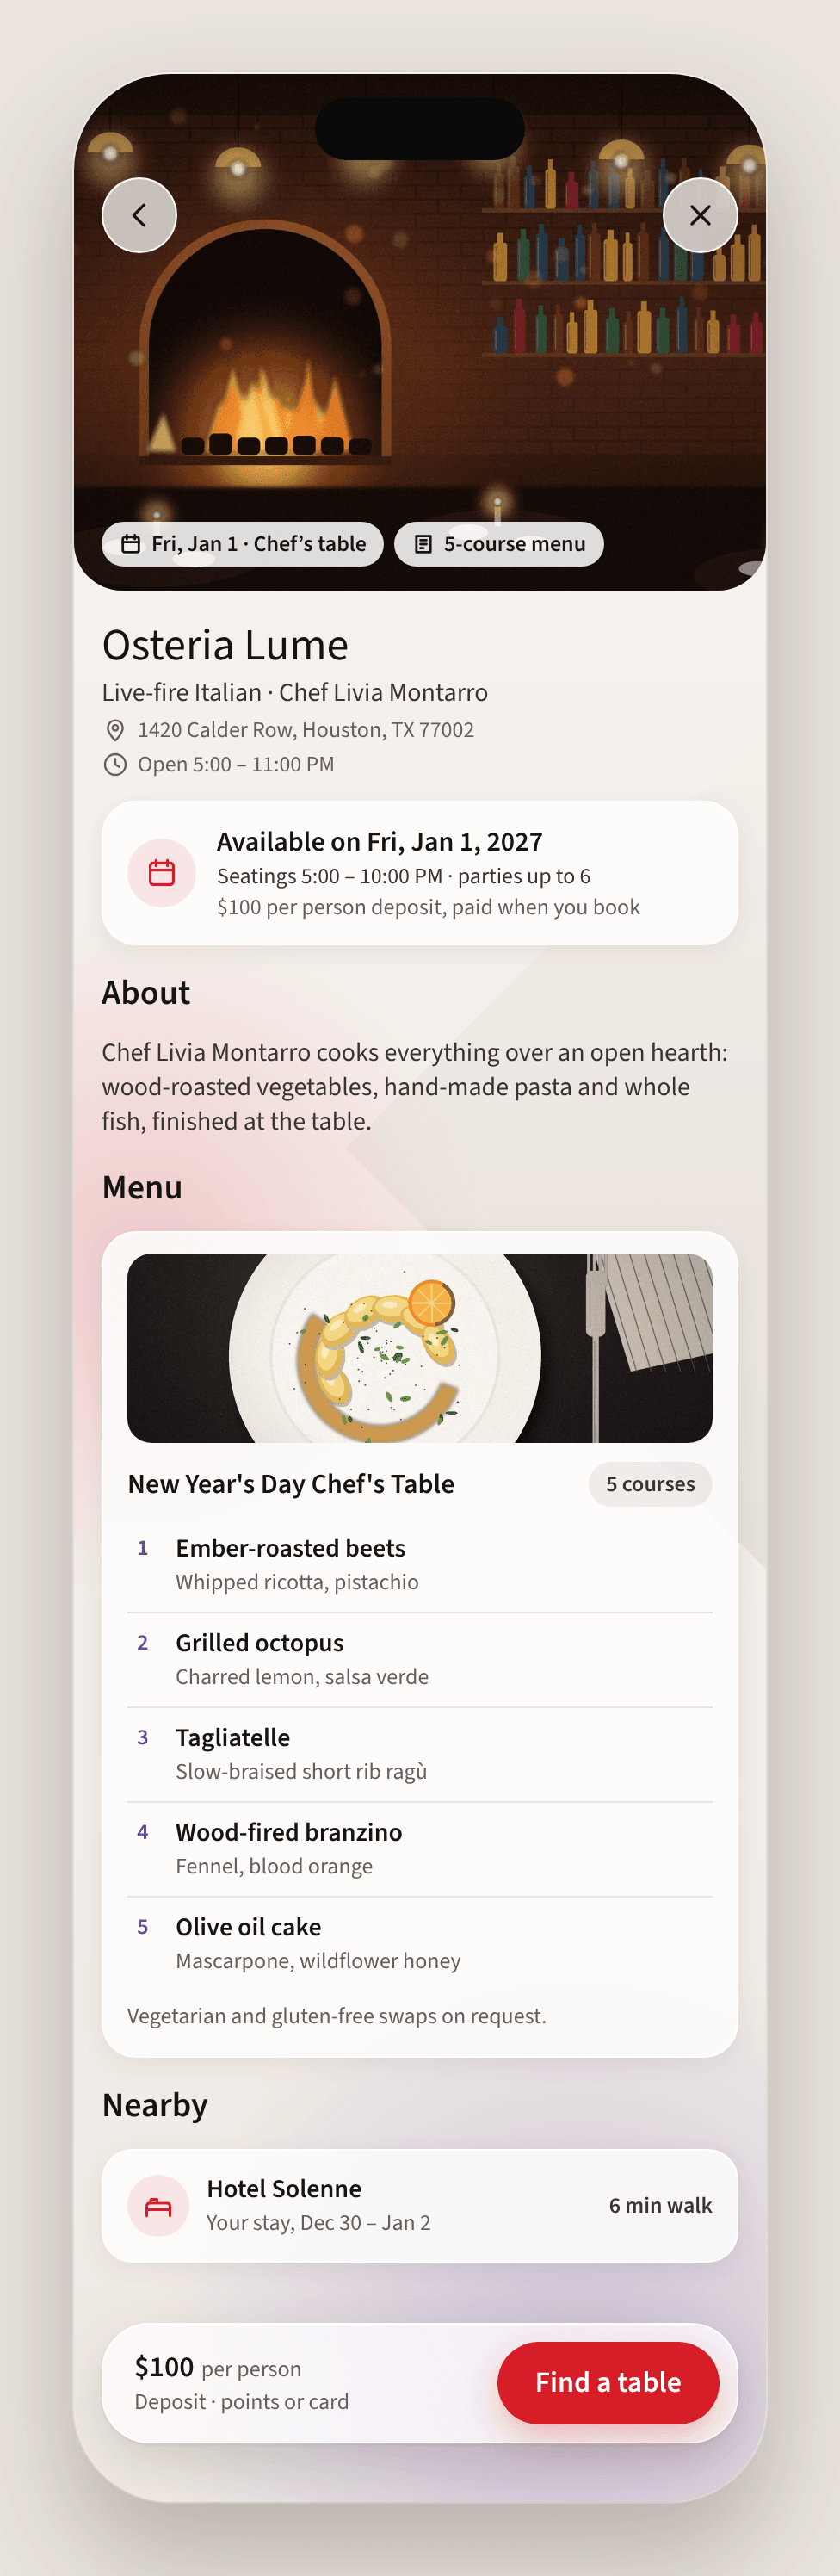 Fri, Jan 1 · Chef’s table
5-course menu
Osteria Lume
Live-fire Italian · Chef Livia Montarro
1420 Calder Row, Houston, TX 77002
Open 5:00 – 11:00 PM
Available on Fri, Jan 1, 2027
Seatings 5:00 – 10:00 PM · parties up to 6
$100 per person deposit, paid when you book
About
Chef Livia Montarro cooks everything over an open hearth:
wood-roasted vegetables, hand-made pasta and whole
fish, finished at the table.
Menu
New Year's Day Chef's Table
5 courses
1 Ember-roasted beets
Whipped ricotta, pistachio
2 Grilled octopus
Charred lemon, salsa verde
3 Tagliatelle
Slow-braised short rib ragù
4 Wood-fired branzino
Fennel, blood orange
5 Olive oil cake
Mascarpone, wildflower honey
Vegetarian and gluten-free swaps on request.
Nearby
Hotel Solenne
Your stay, Dec 30 – Jan 2
6 min walk
$100 per person
Deposit · points or card
Find a table